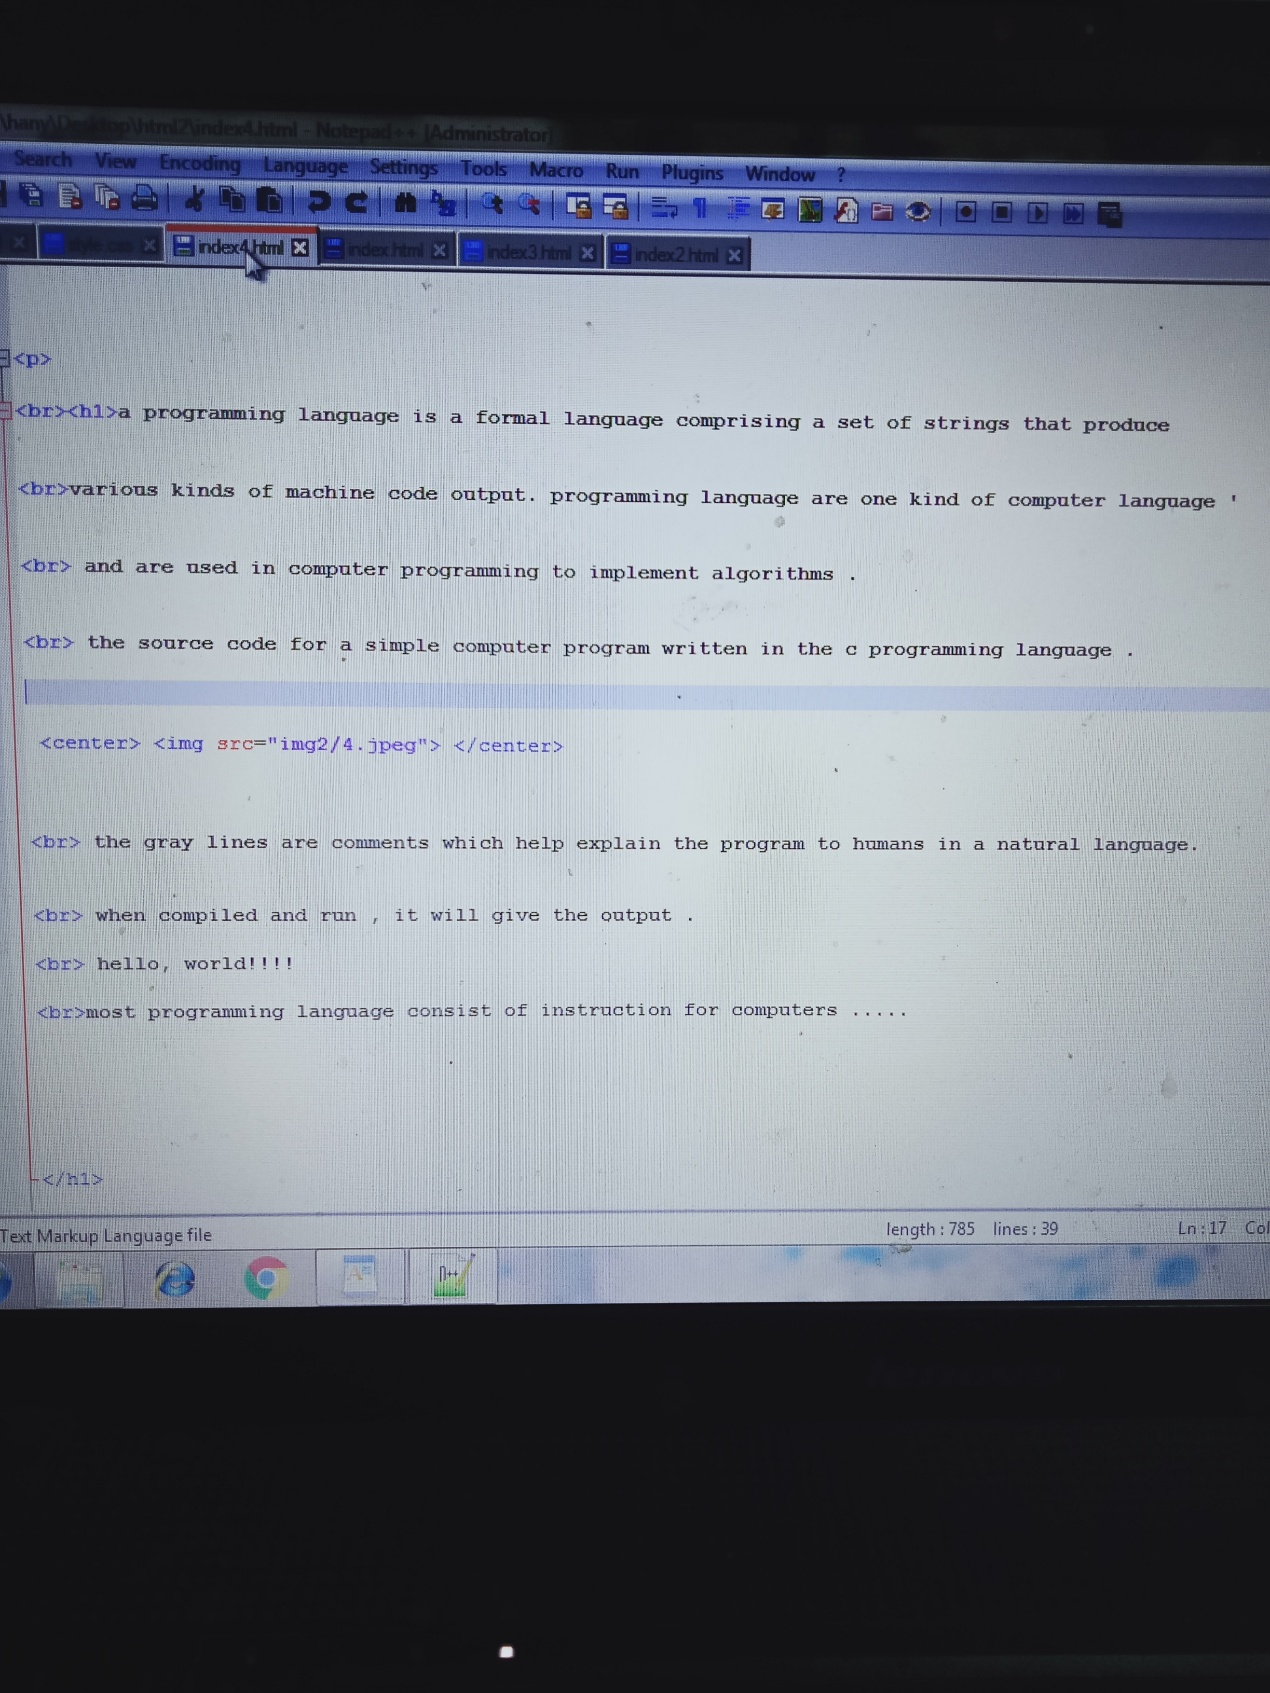 \hany\Desktop\html2\index4.html - Notepad++ [Administrator]
Search View Encoding Language Settings Tools Macro Run Plugins Window ?
style.css index4.html index.html index3.html index2.html
<p>
<br><h1>a programming language is a formal language comprising a set of strings that produce
<br>various kinds of machine code output. programming language are one kind of computer language '
<br> and are used in computer programming to implement algorithms .
<br> the source code for a simple computer program written in the c programming language .
<center> <img src="img2/4.jpeg"> </center>
<br> the gray lines are comments which help explain the program to humans in a natural language.
<br> when compiled and run , it will give the output .
<br> hello, world!!!!
<br>most programming language consist of instruction for computers .....
</h1>
Text Markup Language file length : 785 lines : 39 Ln : 17 Col